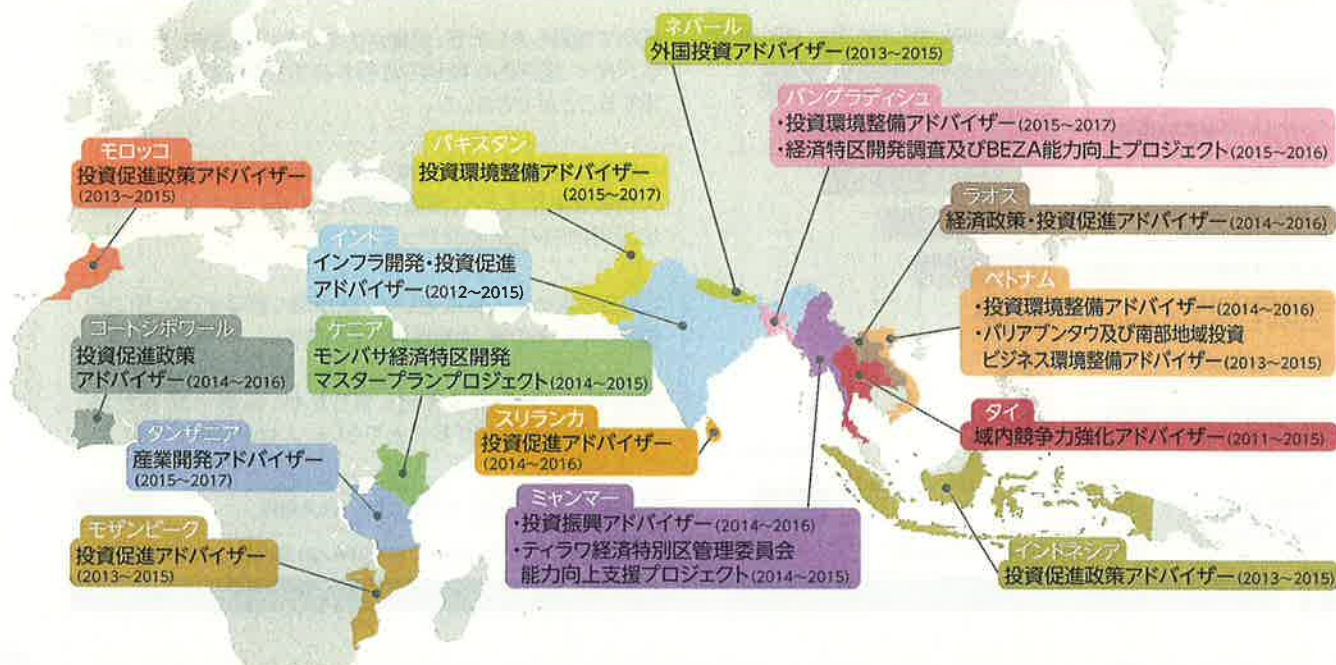 ネパール
外国投資アドバイザー(2013〜2015)
バングラディシュ
・投資環境整備アドバイザー(2015〜2017)
・経済特区開発調査及びBEZA能力向上プロジェクト(2015〜2016)
モロッコ
投資促進政策アドバイザー
(2013〜2015)
パキスタン
投資環境整備アドバイザー
(2015〜2017)
ラオス
経済政策・投資促進アドバイザー(2014〜2016)
インド
インフラ開発・投資促進
アドバイザー(2012〜2015)
ベトナム
・投資環境整備アドバイザー(2014〜2016)
・バリアブンタウ及び南部地域投資
ビジネス環境整備アドバイザー(2013〜2015)
コートジボワール
投資促進政策
アドバイザー(2014〜2016)
ケニア
モンバサ経済特区開発
マスタープランプロジェクト(2014〜2015)
スリランカ
投資促進アドバイザー
(2014〜2016)
タイ
域内競争力強化アドバイザー(2011〜2015)
タンザニア
産業開発アドバイザー
(2015〜2017)
ミャンマー
・投資振興アドバイザー(2014〜2016)
・ティラワ経済特別区管理委員会
能力向上支援プロジェクト(2014〜2015)
モザンビーク
投資促進アドバイザー
(2013〜2015)
インドネシア
投資促進政策アドバイザー(2013〜2015)